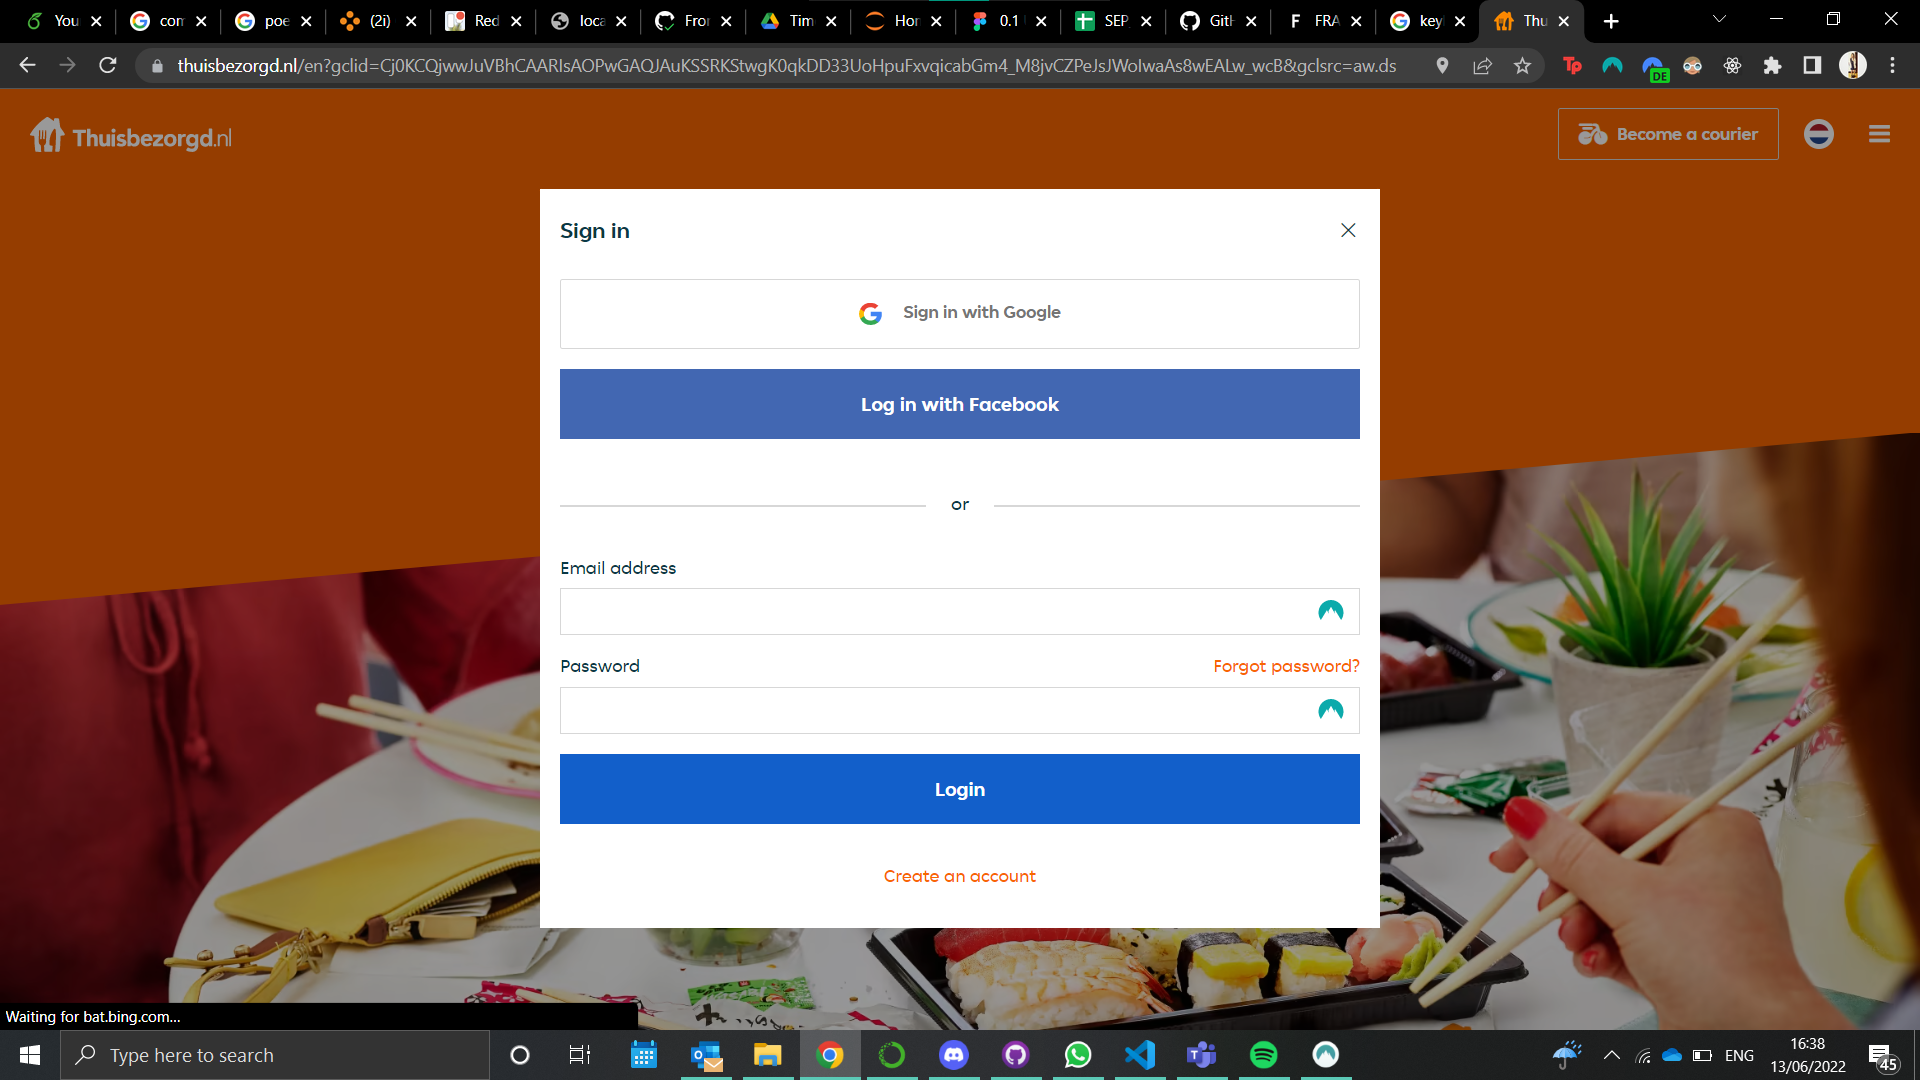 You
con
poe
(2i)
Red
loca
Fror
Tim
Hor
0.1
SEP
GitH
FRA
key
Thu
thuisbezorgd.nl/en?gclid=Cj0KCQjwwJuVBhCAARIsAOPwGAQJAuKSSRKStwgK0qkDD33UoHpuFxvqicabGm4_M8jvCZPeJsJWoIwaAs8wEALw_wcB&gclsrc=aw.ds
Tp
DE
Thuisbezorgd.nl
Become a courier
Sign in
Sign in with Google
Log in with Facebook
or
Email address
Password
Forgot password?
Login
Create an account
Waiting for bat.bing.com...
Type here to search
ENG
16:38
13/06/2022
45